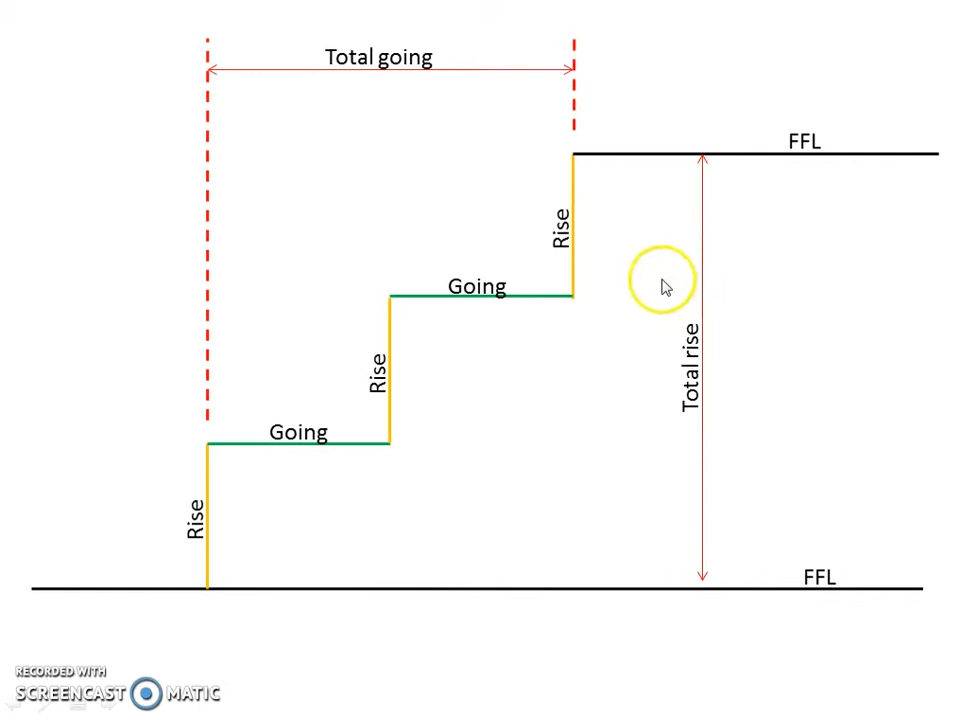 Total going
FFL
Rise
Going
Total rise
Rise
Going
Rise
FFL
RECORDED WITH
SCREENCAST MATIC